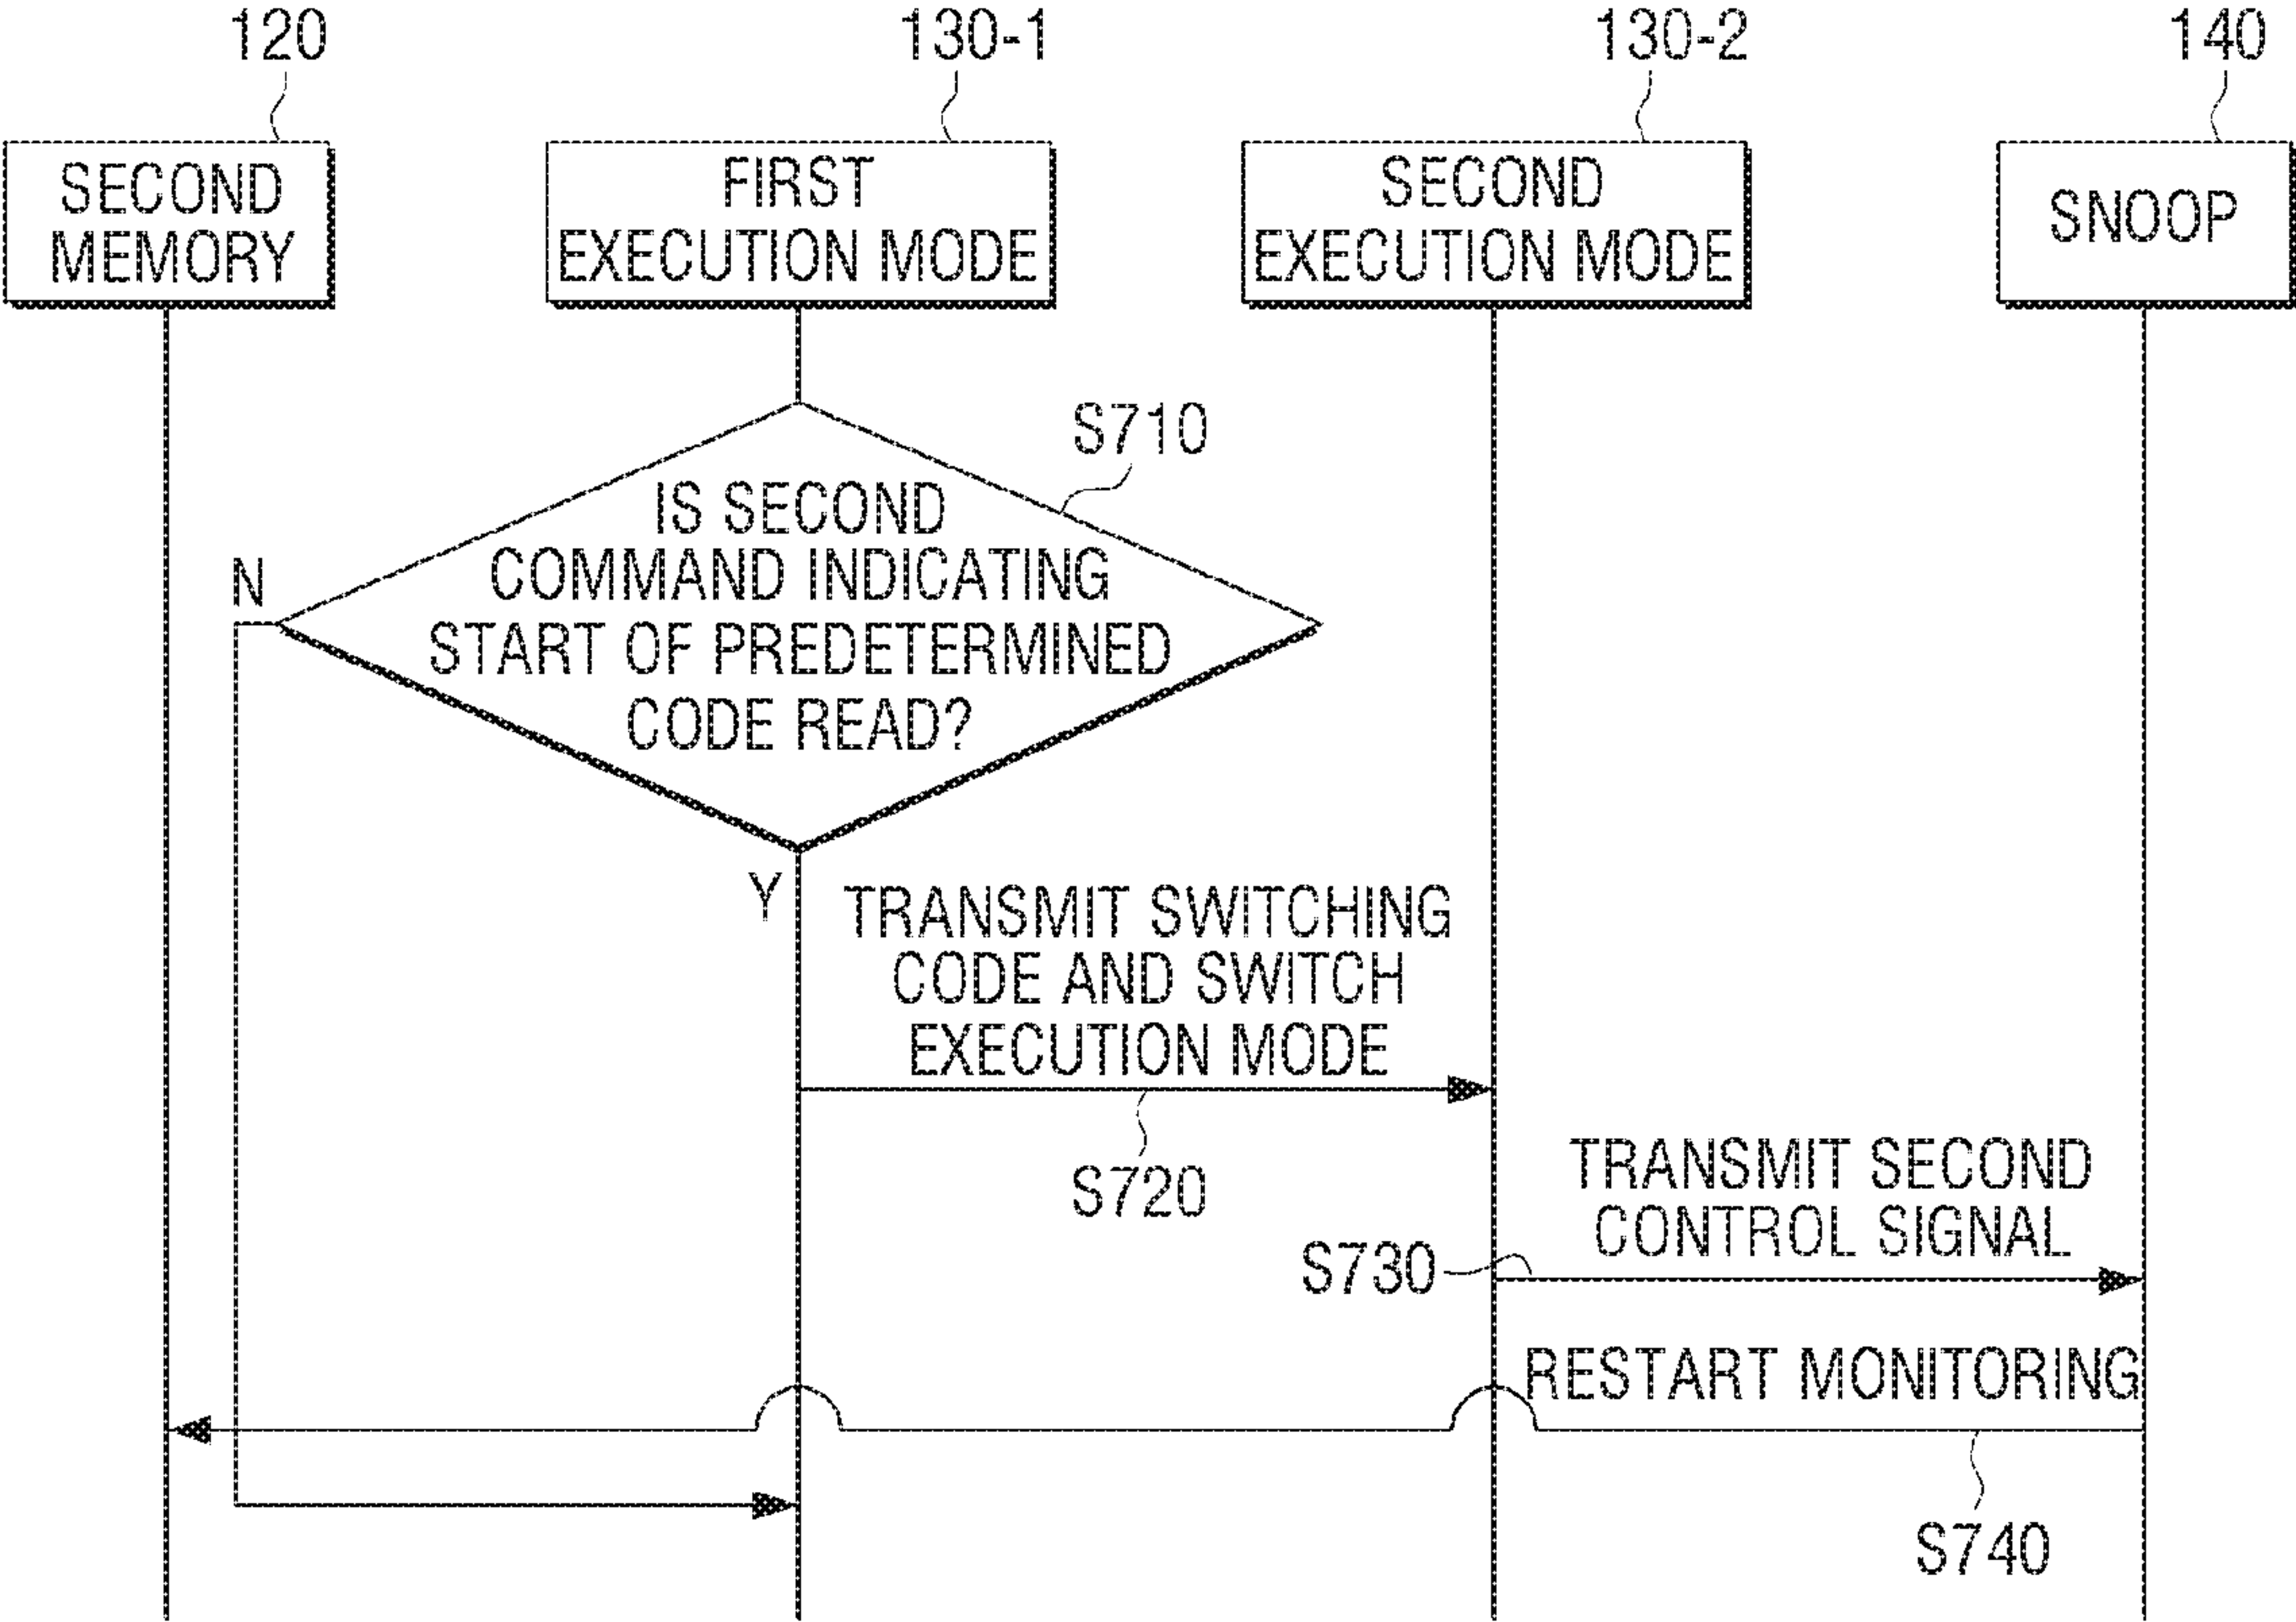 120
130-1
130-2
140
SECOND
MEMORY
FIRST
EXECUTION MODE
SECOND
EXECUTION MODE
SNOOP
S710
IS SECOND
COMMAND INDICATING
START OF PREDETERMINED
CODE READ?
N
Y
TRANSMIT SWITCHING
CODE AND SWITCH
EXECUTION MODE
S720
TRANSMIT SECOND
CONTROL SIGNAL
S730
RESTART MONITORING
S740